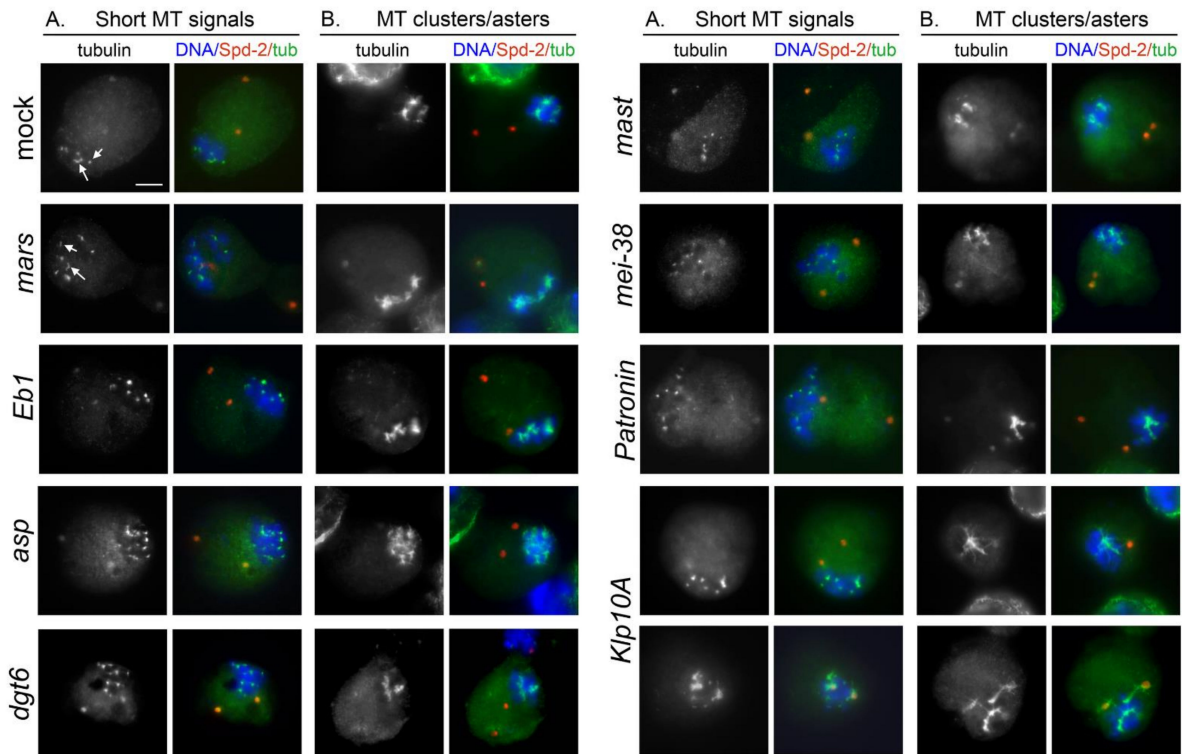 A. Short MT signals B. MT clusters/asters A. Short MT signals B. MT clusters/asters
tubulin DNA/Spd-2/tub tubulin DNA/Spd-2/tub tubulin DNA/Spd-2/tub tubulin DNA/Spd-2/tub
mock
mars
Eb1
asp
dgt6
mast
mei-38
Patronin
Klp10A